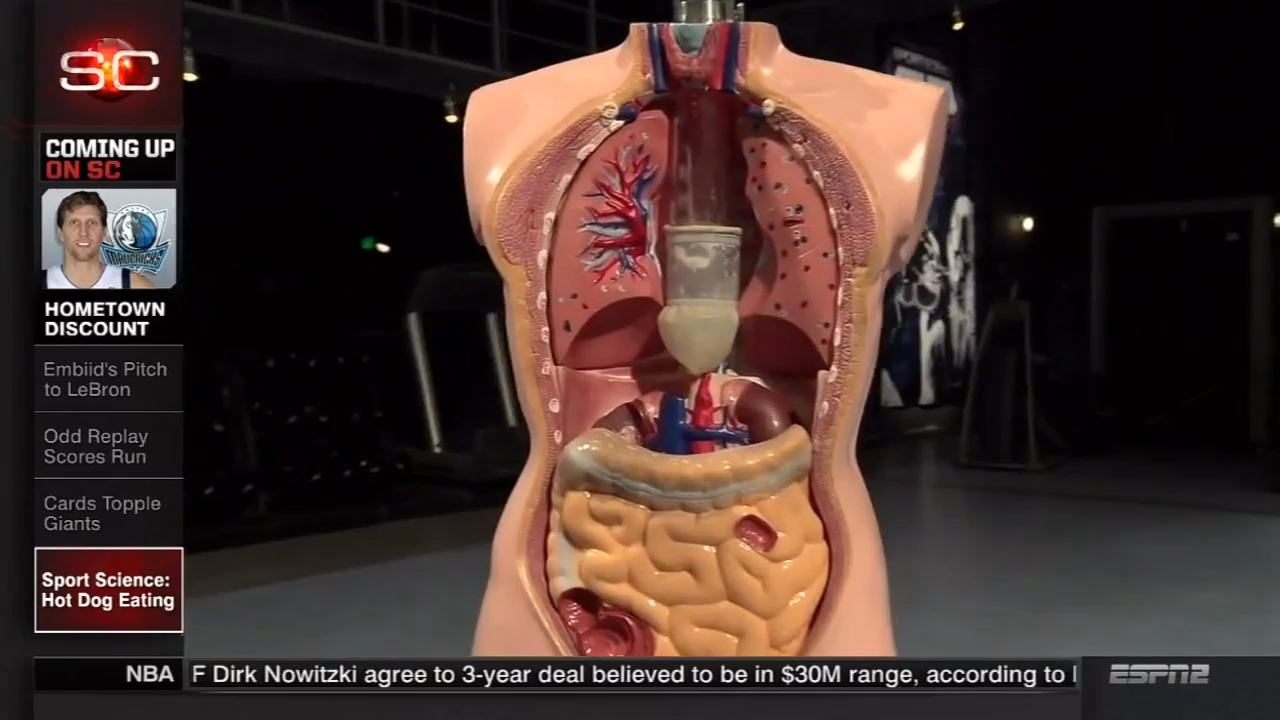 SC
COMING UP
ON SC
MAVERICKS
HOMETOWN
DISCOUNT
Embiid's Pitch
to LeBron
Odd Replay
Scores Run
Cards Topple
Giants
Sport Science:
Hot Dog Eating
NBA
F Dirk Nowitzki agree to 3-year deal believed to be in $30M range, according to
ESPN2